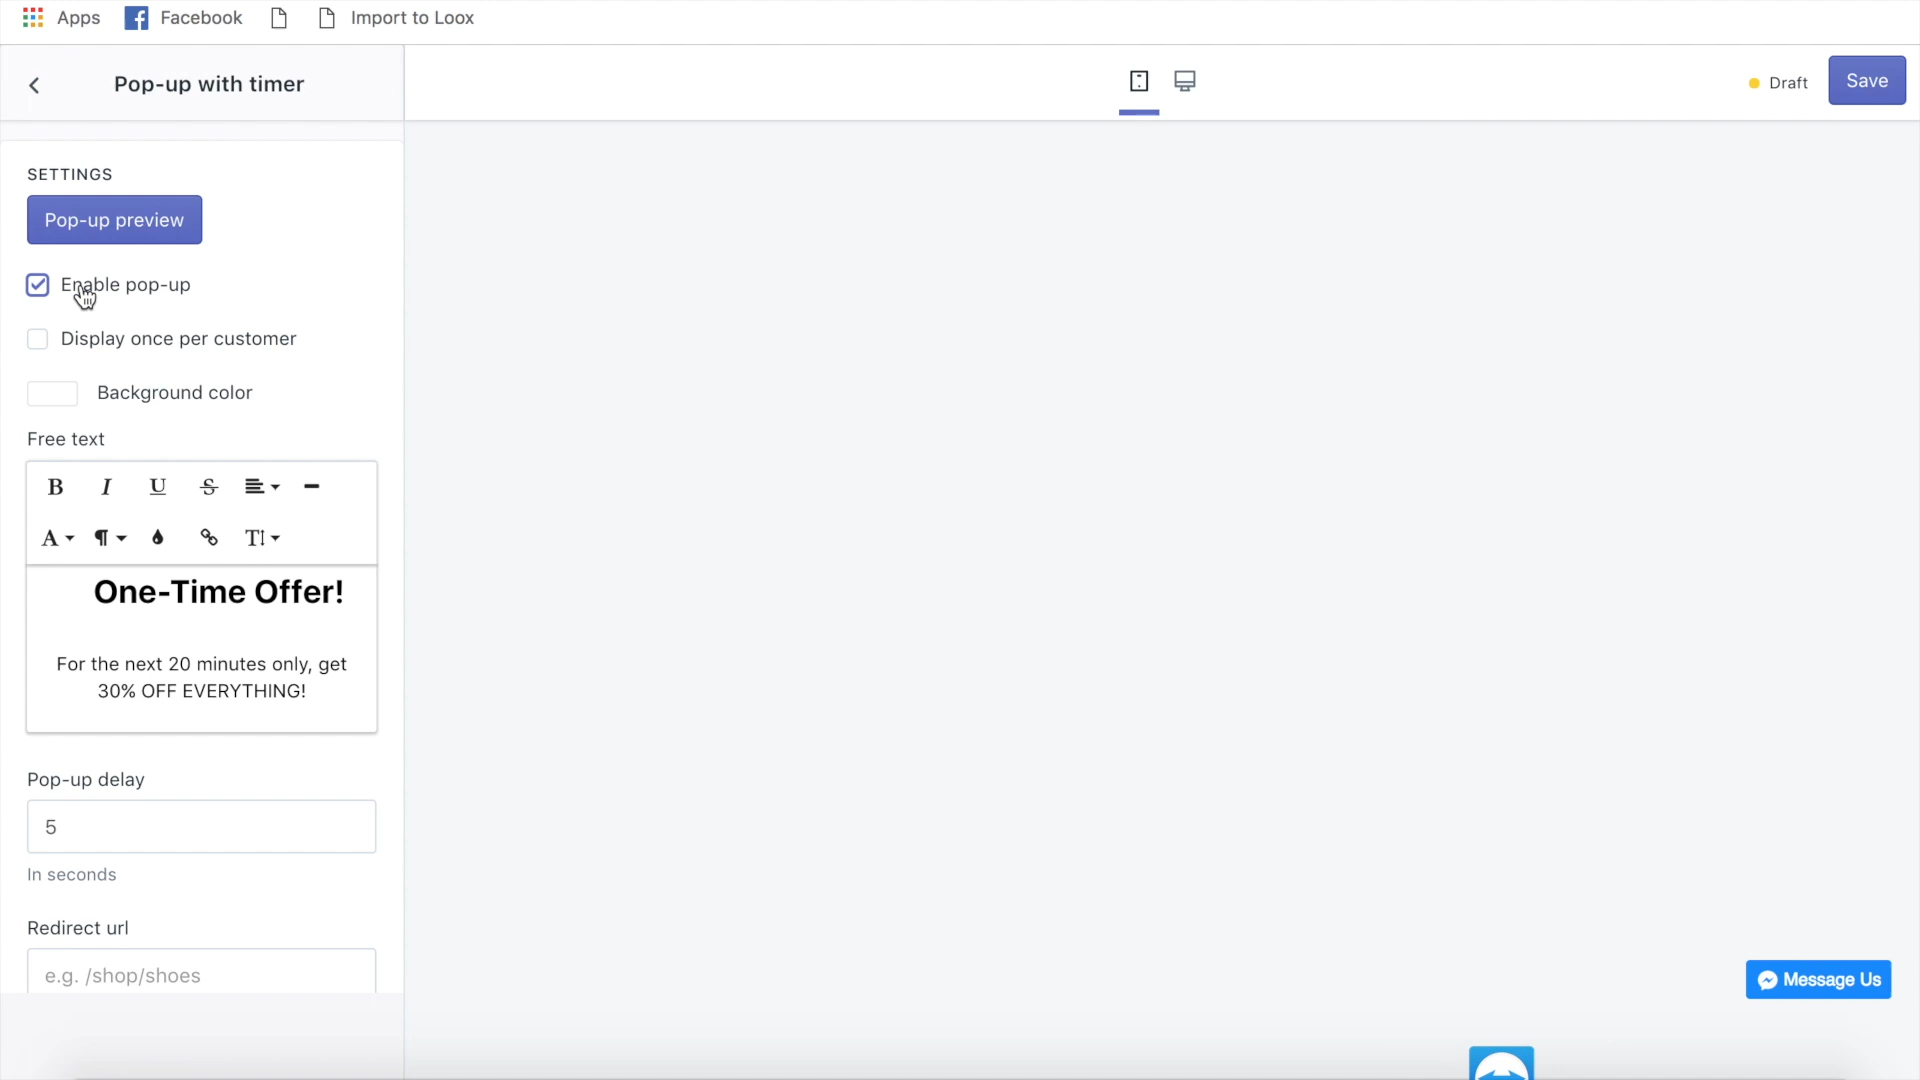 Apps Facebook Import to Loox
Pop-up with timer
Draft Save
SETTINGS
Pop-up preview
Enable pop-up
Display once per customer
Background color
Free text
B I U S
A ¶ T
One-Time Offer!
For the next 20 minutes only, get
30% OFF EVERYTHING!
Pop-up delay
5
In seconds
Redirect url
e.g. /shop/shoes
Message Us